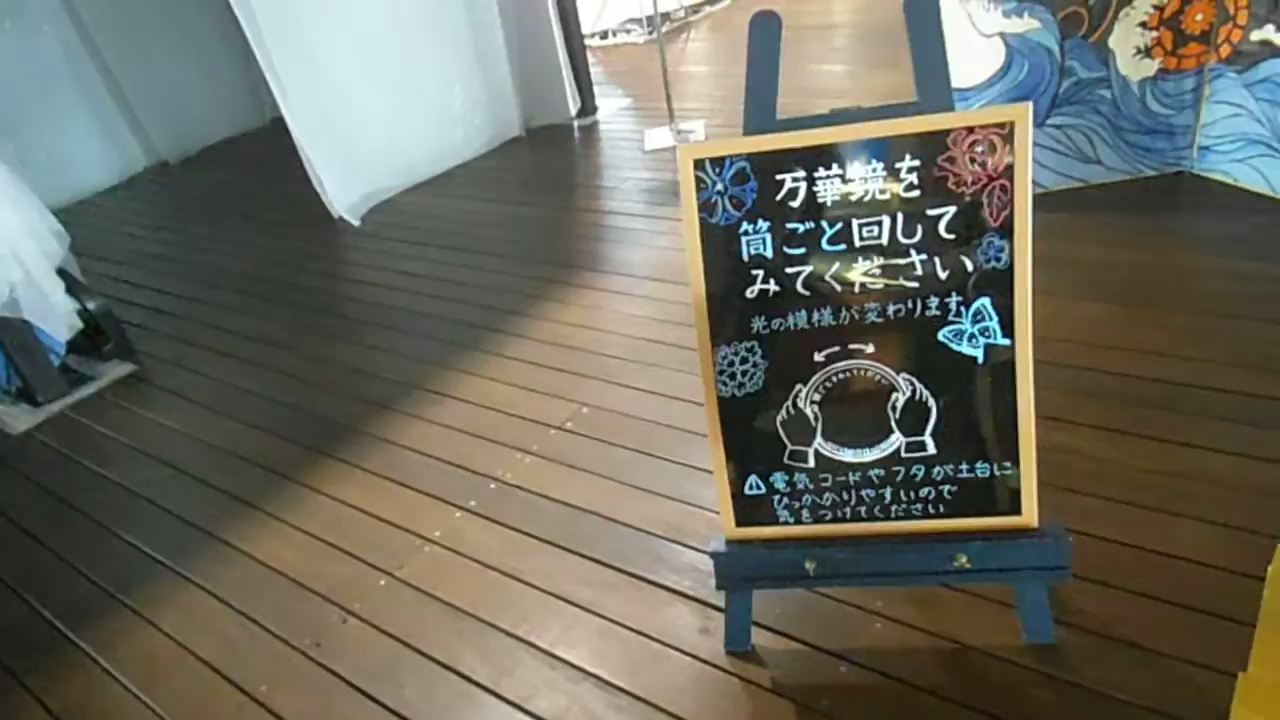 万華鏡を
筒ごと回して
みてください
光の模様が変わります
⚠電気コードやフタが土台に
ひっかかりやすいので
気をつけてください